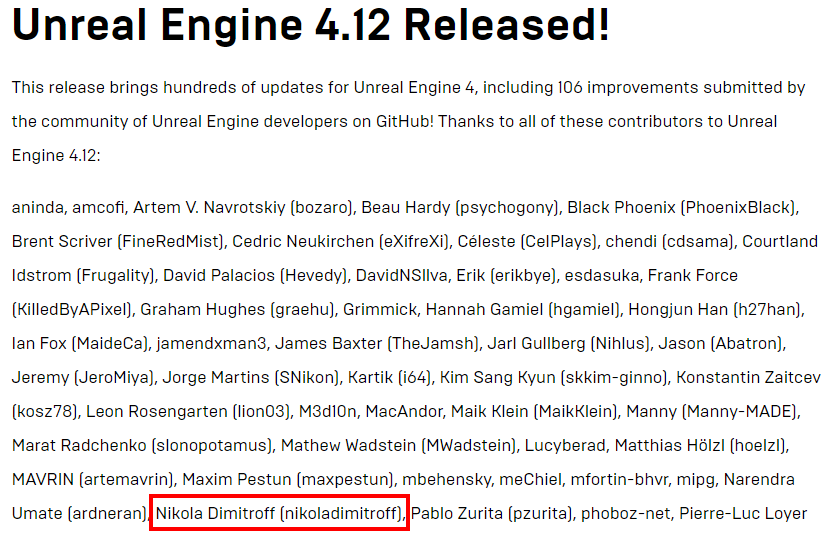 Unreal Engine 4.12 Released!
This release brings hundreds of updates for Unreal Engine 4, including 106 improvements submitted by
the community of Unreal Engine developers on GitHub! Thanks to all of these contributors to Unreal
Engine 4.12:
aninda, amcofi, Artem V. Navrotskiy (bozaro), Beau Hardy (psychogony), Black Phoenix (PhoenixBlack),
Brent Scriver (FineRedMist), Cedric Neukirchen (eXifreXi), Céleste (CelPlays), chendi (cdsama), Courtland
Idstrom (Frugality), David Palacios (Hevedy), DavidNSIlva, Erik (erikbye), esdasuka, Frank Force
(KilledByAPixel), Graham Hughes (graehu), Grimmick, Hannah Gamiel (hgamiel), Hongjun Han (h27han),
Ian Fox (MaideCa), jamendxman3, James Baxter (TheJamsh), Jarl Gullberg (Nihlus), Jason (Abatron),
Jeremy (JeroMiya), Jorge Martins (SNikon), Kartik (i64), Kim Sang Kyun (skkim-ginno), Konstantin Zaitcev
(kosz78), Leon Rosengarten (lion03), M3d10n, MacAndor, Maik Klein (MaikKlein), Manny (Manny-MADE),
Marat Radchenko (slonopotamus), Mathew Wadstein (MWadstein), Lucyberad, Matthias Hölzl (hoelzl),
MAVRIN (artemavrin), Maxim Pestun (maxpestun), mbehensky, meChiel, mfortin-bhvr, mipg, Narendra
Umate (ardneran), Nikola Dimitroff (nikoladimitroff), Pablo Zurita (pzurita), phoboz-net, Pierre-Luc Loyer